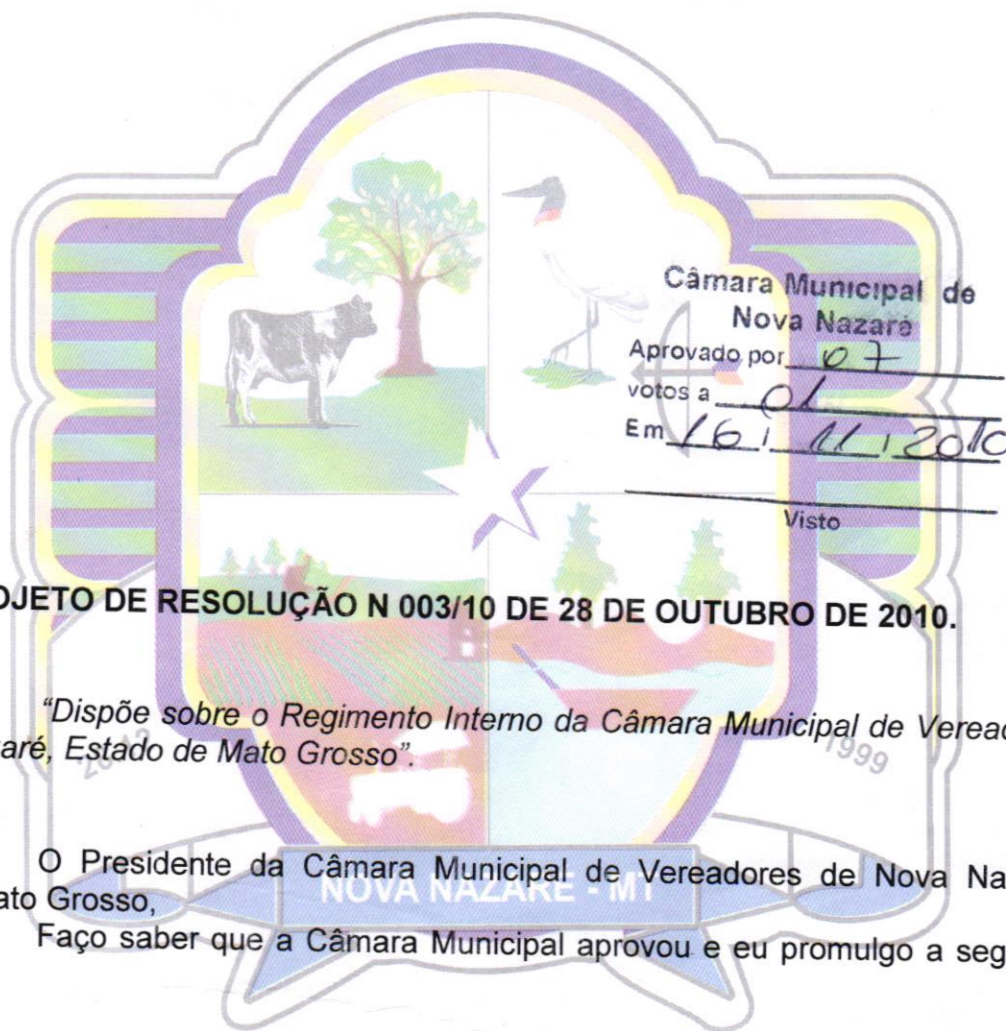 Câmara Municipal de
Nova Nazaré
Aprovado por 07
votos a 01
Em 16 / 11 / 2010
Visto
OJETO DE RESOLUÇÃO N 003/10 DE 28 DE OUTUBRO DE 2010.
“Dispõe sobre o Regimento Interno da Câmara Municipal de Veread
zaré, Estado de Mato Grosso”.
1999
O Presidente da Câmara Municipal de Vereadores de Nova Na
ato Grosso,
NOVA NAZARÉ - MT
Faço saber que a Câmara Municipal aprovou e eu promulgo a seg